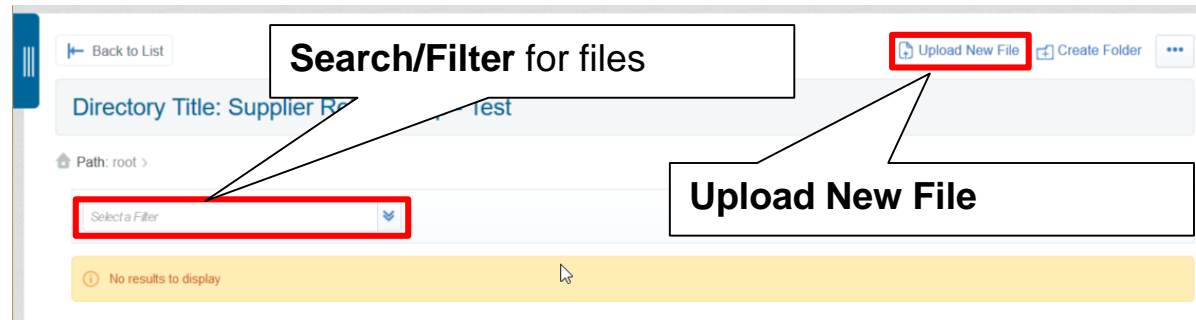 Back to List
Search/Filter for files
Upload New File
Create Folder
Directory Title: Supplier Test
Path: root >
Upload New File
Select a Filter
No results to display